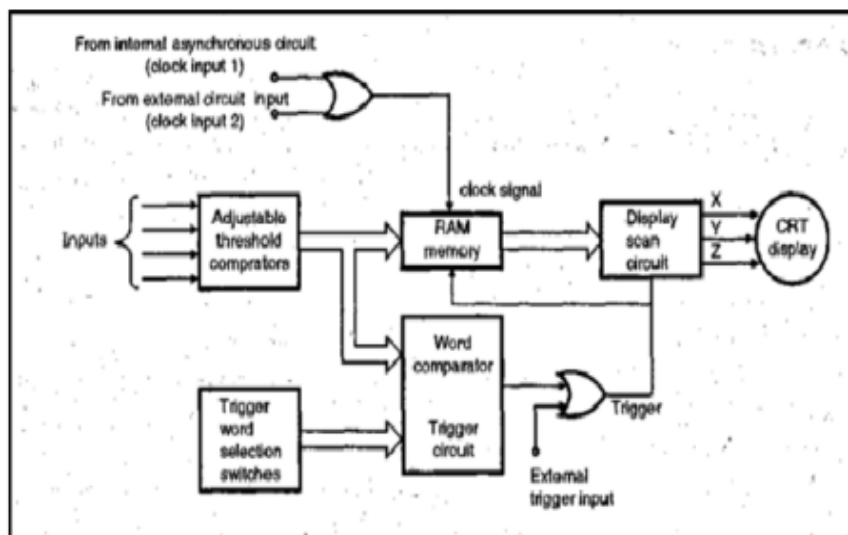 From internal asynchronous circuit
(clock input 1)
From external circuit input
(clock input 2)
clock signal
Inputs
Adjustable
threshold
comprators
RAM
memory
Display
scan
circuit
X
Y
Z
CRT
display
Word
comparator
Trigger
circuit
Trigger
word
selection
switches
Trigger
External
trigger input